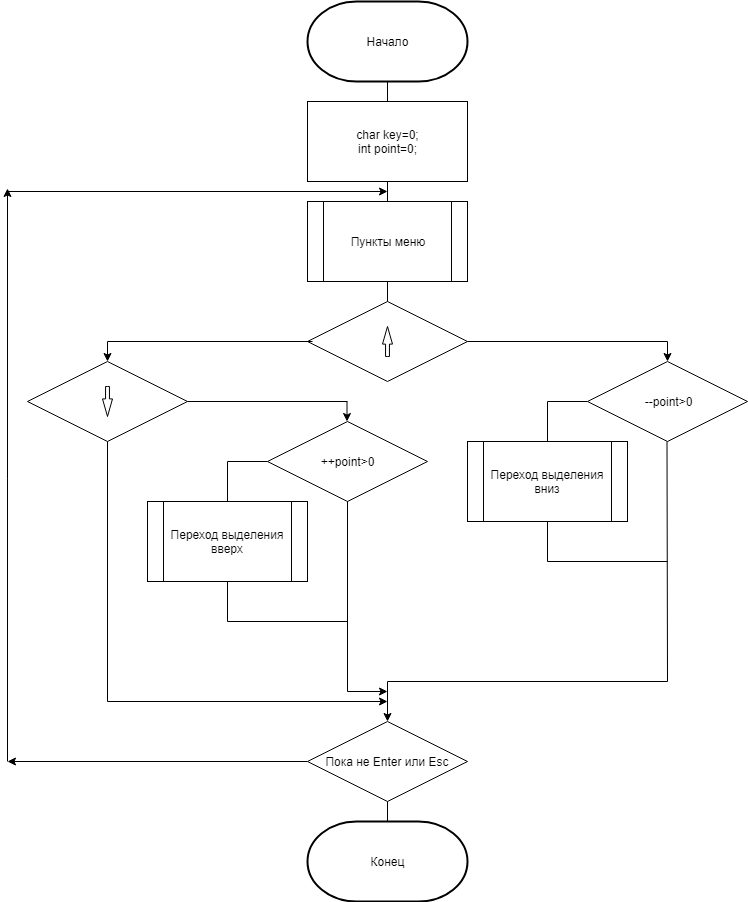 Начало
char key=0;
int point=0;
Пункты меню
--point>0
++point>0
Переход выделения
вниз
Переход выделения
вверх
Пока не Enter или Esc
Конец